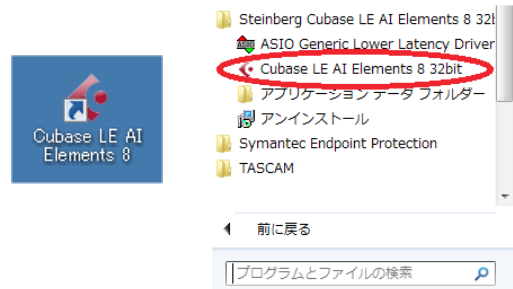 Cubase LE AI
Elements 8
Steinberg Cubase LE AI Elements 8 32b
ASIO Generic Lower Latency Driver
Cubase LE AI Elements 8 32bit
アプリケーション データ フォルダー
アンインストール
Symantec Endpoint Protection
TASCAM
前に戻る
プログラムとファイルの検索